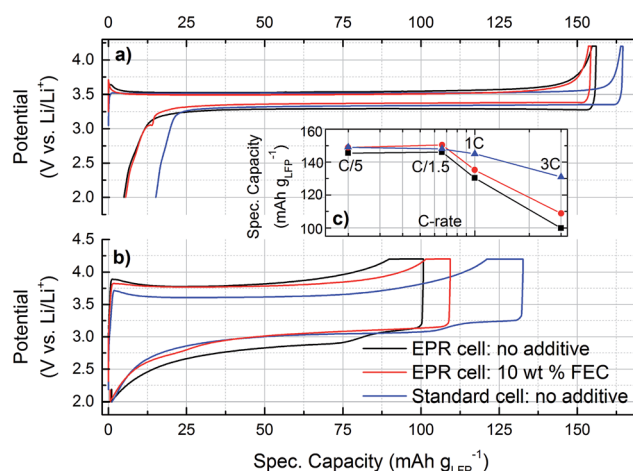 0 25 50 75 100 125 150
a)
4.0
3.5
3.0
2.5
2.0
Potential
(V vs. Li/Li⁺)
160
150
140
120
100
C/5
C/1.5
1C
3C
c)
C-rate
Spec. Capacity
(mAh g_LFP⁻¹)
b)
4.5
4.0
3.5
3.0
2.5
2.0
Potential
(V vs. Li/Li⁺)
EPR cell: no additive
EPR cell: 10 wt % FEC
Standard cell: no additive
0 25 50 75 100 125 150
Spec. Capacity (mAh g_LFP⁻¹)